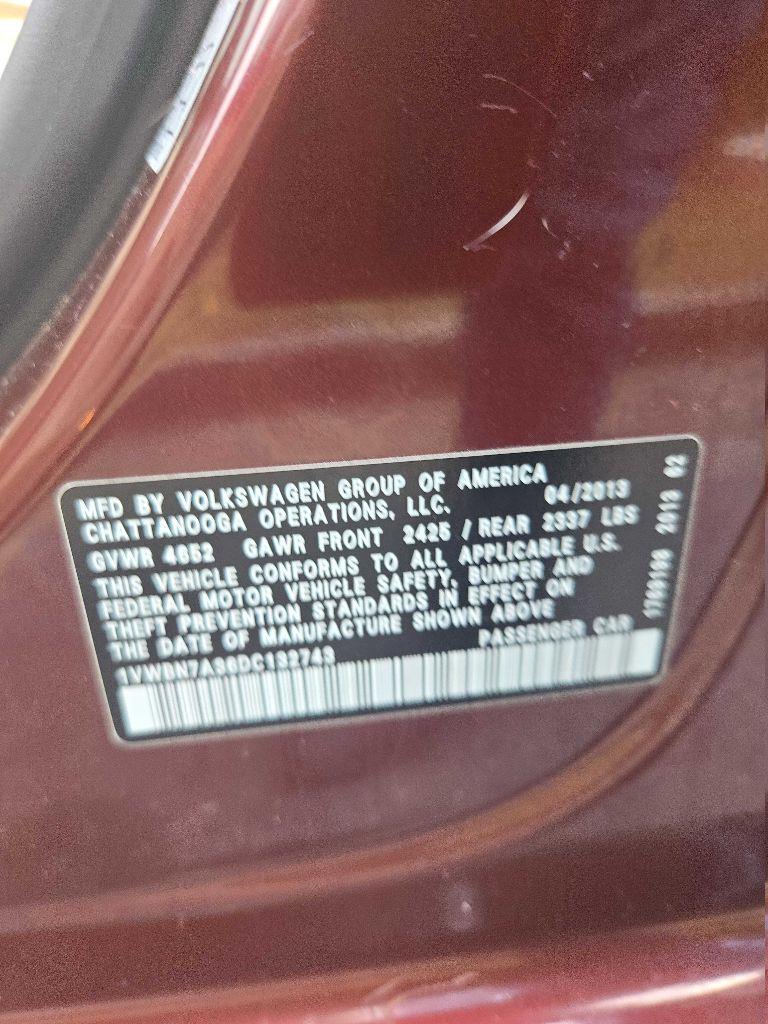 MFD BY VOLKSWAGEN GROUP OF AMERICA
CHATTANOOGA OPERATIONS, LLC. 04/2013
GVWR 4652 GAWR FRONT 2425 / REAR 2337 LBS
THIS VEHICLE CONFORMS TO ALL APPLICABLE U.S.
FEDERAL MOTOR VEHICLE SAFETY, BUMPER AND
THEFT PREVENTION STANDARDS IN EFFECT ON
THE DATE OF MANUFACTURE SHOWN ABOVE
PASSENGER CAR
2013 02